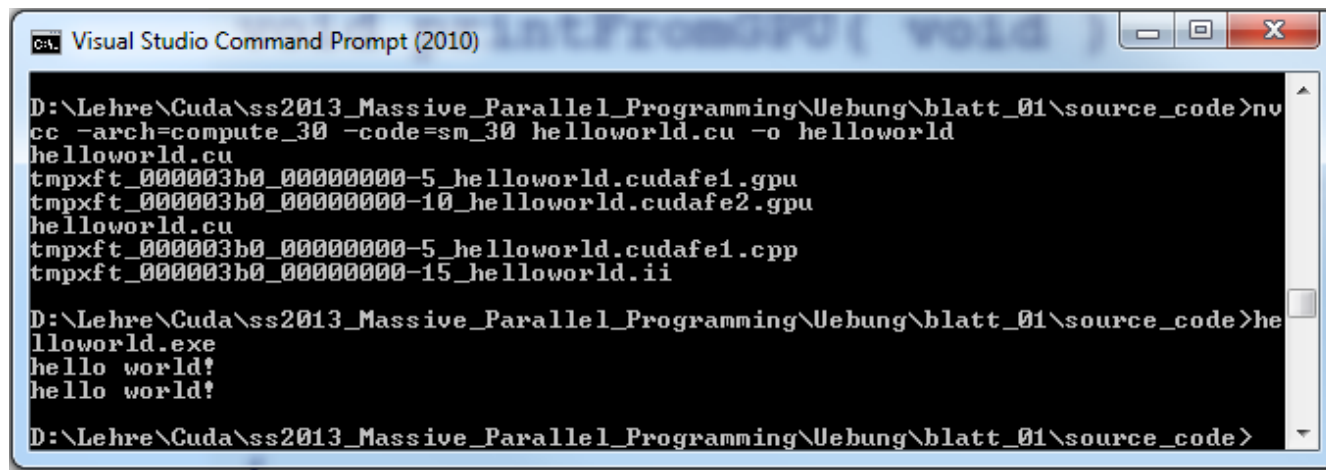 void printFromGPU( void )
Visual Studio Command Prompt (2010)
D:\Lehre\Cuda\ss2013_Massive_Parallel_Programming\Uebung\blatt_01\source_code>nv
cc -arch=compute_30 -code=sm_30 helloworld.cu -o helloworld
helloworld.cu
tmpxft_000003b0_00000000-5_helloworld.cudafe1.gpu
tmpxft_000003b0_00000000-10_helloworld.cudafe2.gpu
helloworld.cu
tmpxft_000003b0_00000000-5_helloworld.cudafe1.cpp
tmpxft_000003b0_00000000-15_helloworld.ii
D:\Lehre\Cuda\ss2013_Massive_Parallel_Programming\Uebung\blatt_01\source_code>he
lloworld.exe
hello world!
hello world!
D:\Lehre\Cuda\ss2013_Massive_Parallel_Programming\Uebung\blatt_01\source_code>